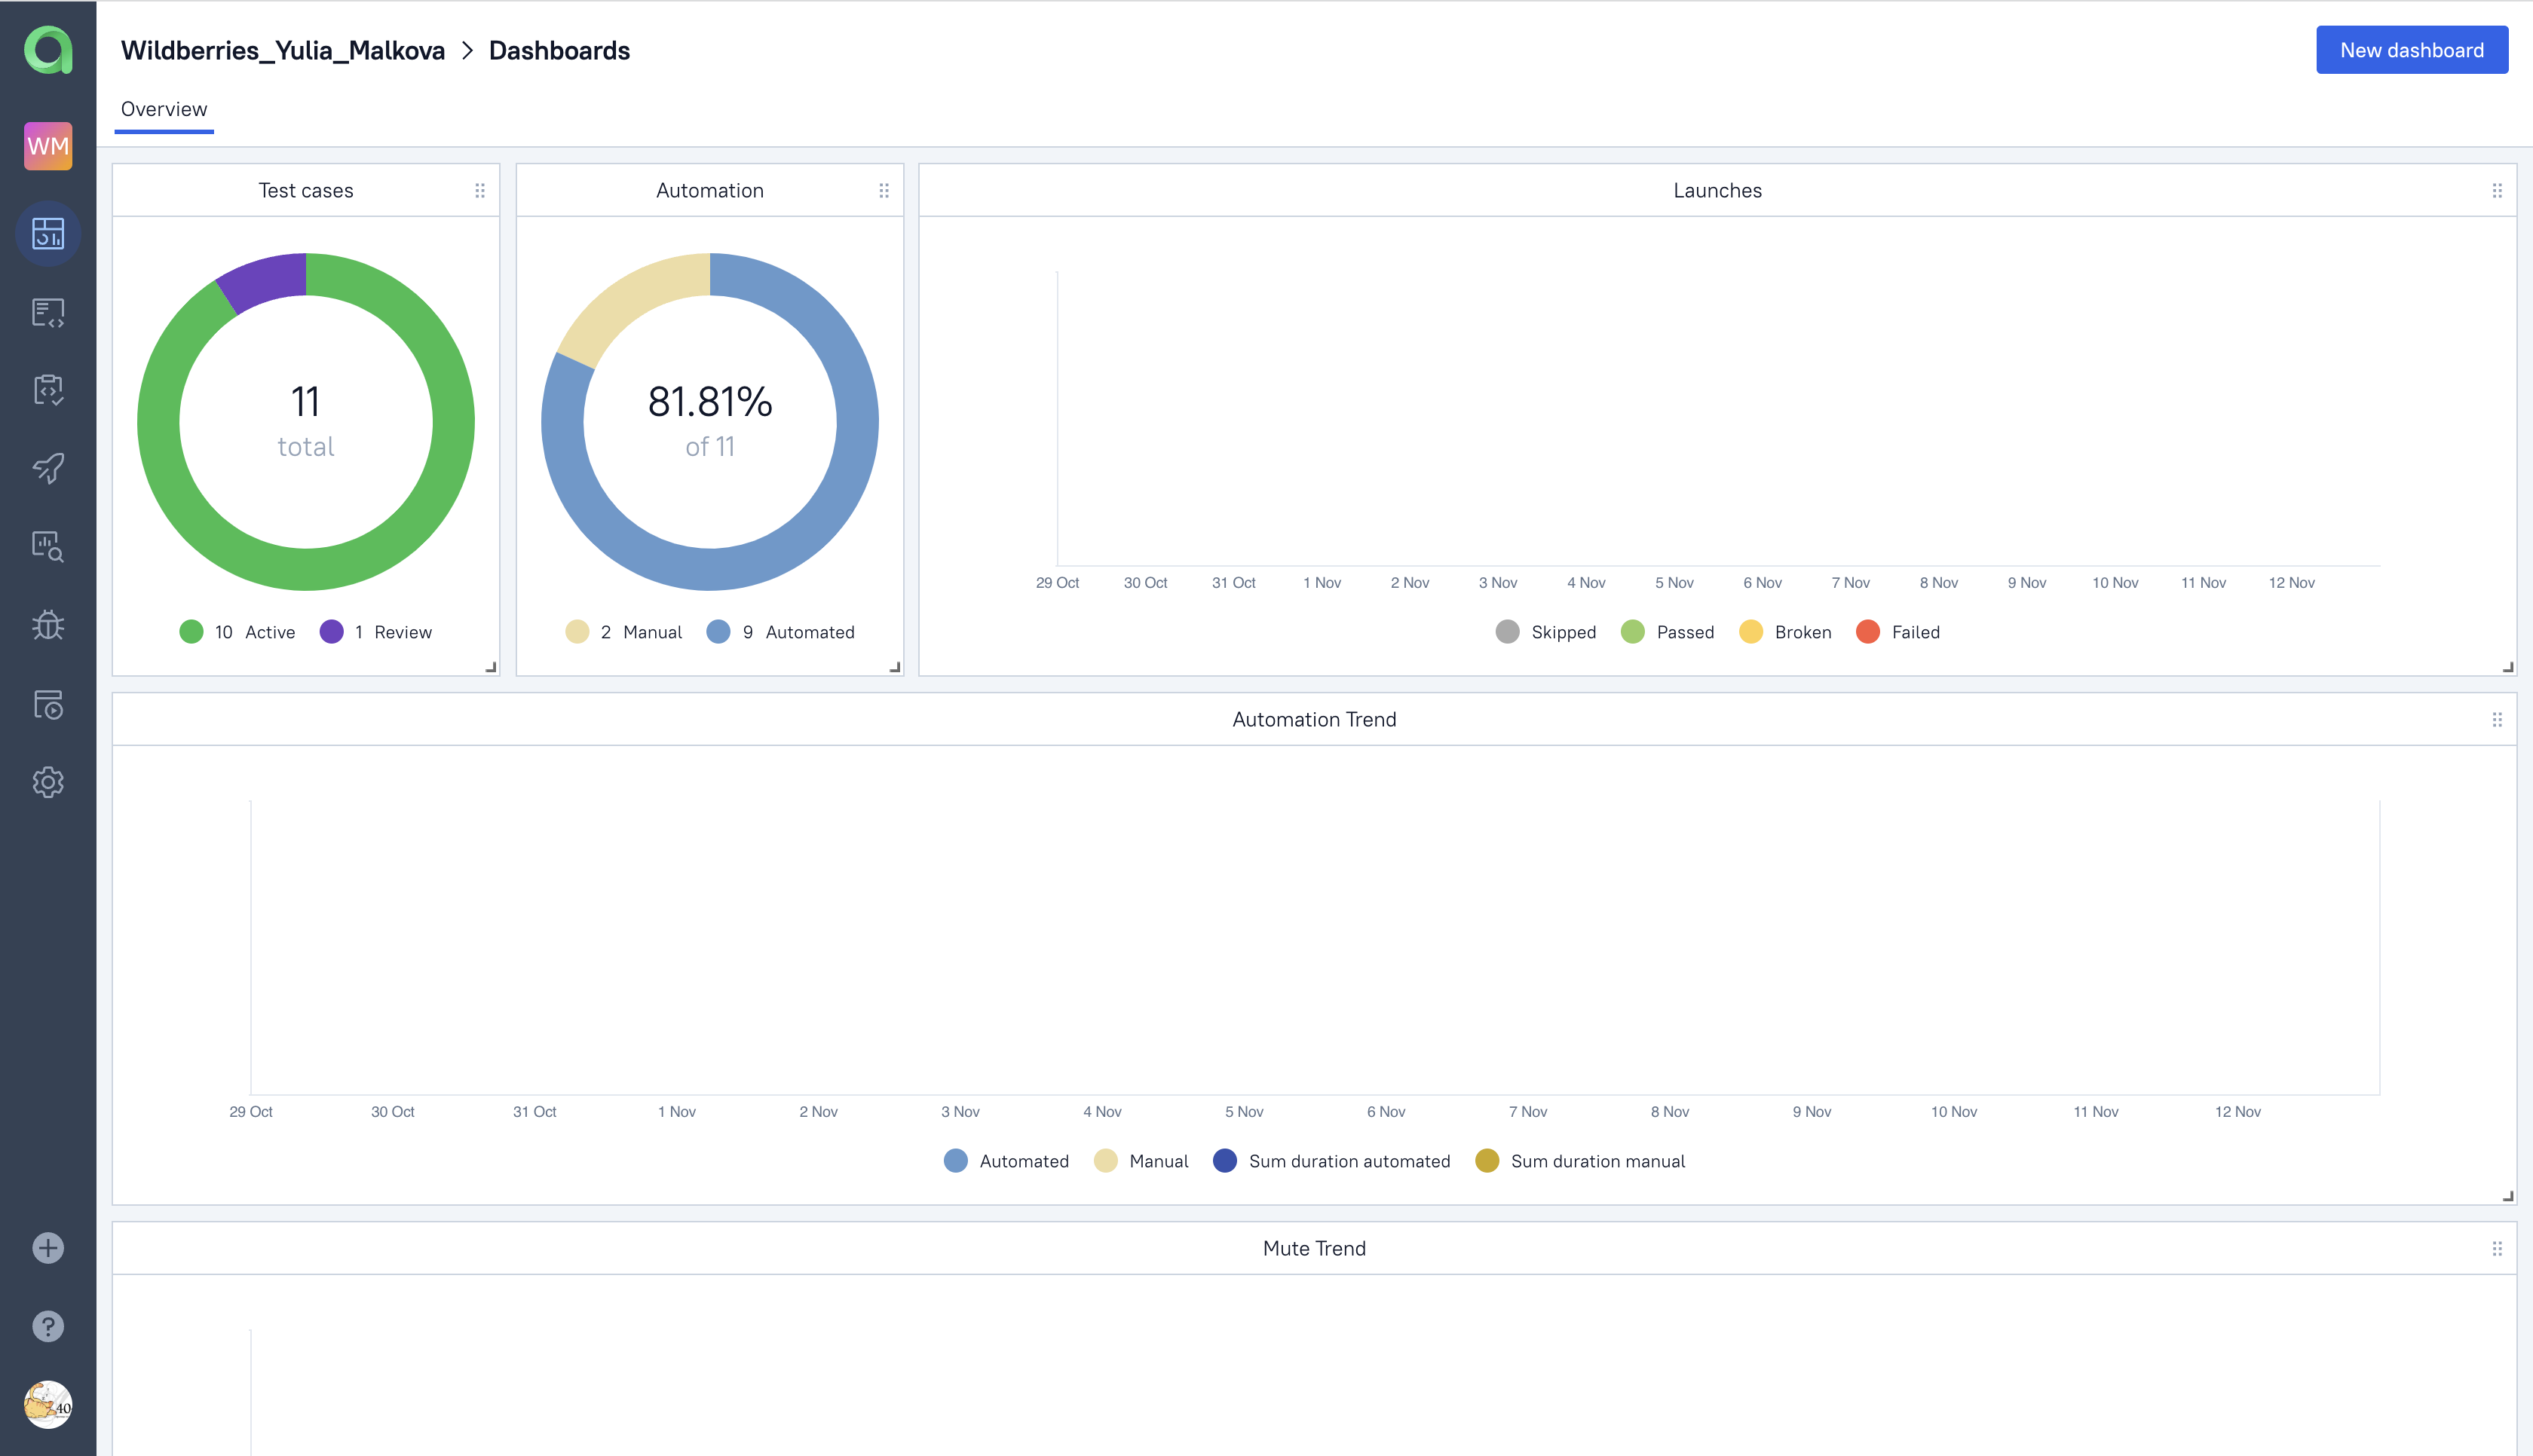 Wildberries_Yulia_Malkova > Dashboards
New dashboard
Overview
WM
Test cases
11
total
10 Active 1 Review
Automation
81.81%
of 11
2 Manual 9 Automated
Launches
29 Oct 30 Oct 31 Oct 1 Nov 2 Nov 3 Nov 4 Nov 5 Nov 6 Nov 7 Nov 8 Nov 9 Nov 10 Nov 11 Nov 12 Nov
Skipped Passed Broken Failed
Automation Trend
29 Oct 30 Oct 31 Oct 1 Nov 2 Nov 3 Nov 4 Nov 5 Nov 6 Nov 7 Nov 8 Nov 9 Nov 10 Nov 11 Nov 12 Nov
Automated Manual Sum duration automated Sum duration manual
Mute Trend